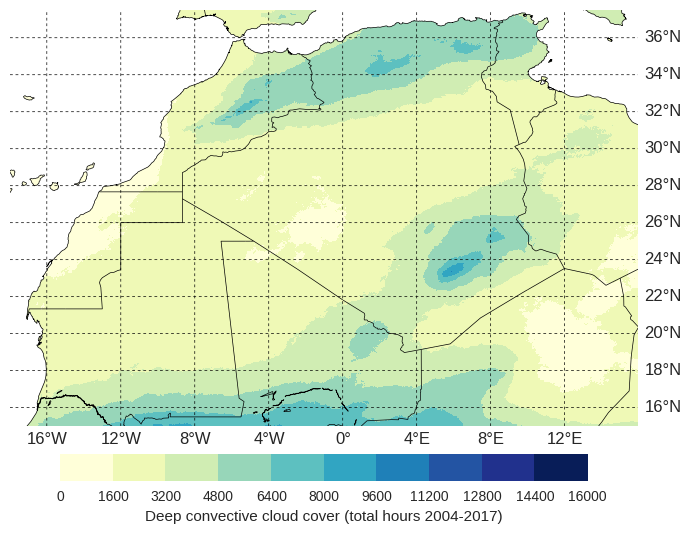 36°N
34°N
32°N
30°N
28°N
26°N
24°N
22°N
20°N
18°N
16°N
16°W 12°W 8°W 4°W 0° 4°E 8°E 12°E
0 1600 3200 4800 6400 8000 9600 11200 12800 14400 16000
Deep convective cloud cover (total hours 2004-2017)